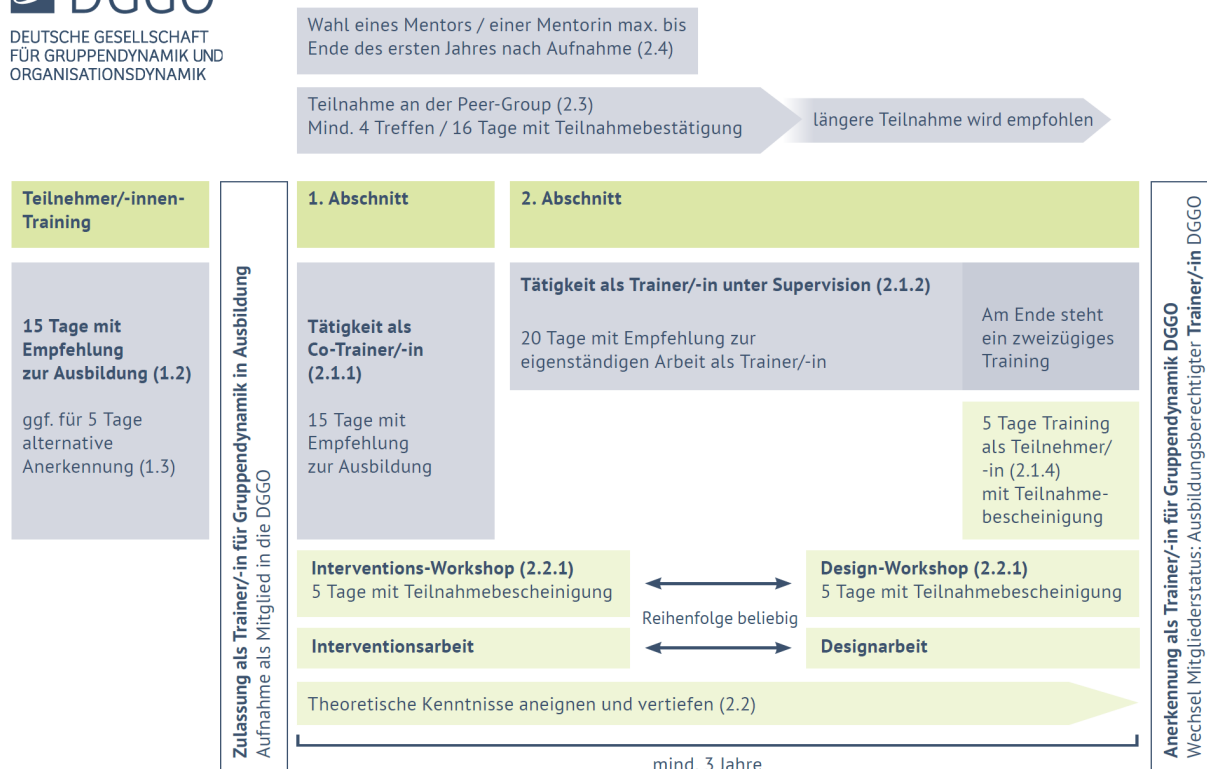 DGGO
DEUTSCHE GESELLSCHAFT
FÜR GRUPPENDYNAMIK UND
ORGANISATIONSDYNAMIK
Wahl eines Mentors / einer Mentorin max. bis
Ende des ersten Jahres nach Aufnahme (2.4)
Teilnahme an der Peer-Group (2.3)
Mind. 4 Treffen / 16 Tage mit Teilnahmebestätigung
längere Teilnahme wird empfohlen
Teilnehmer/-innen-
Training
1. Abschnitt
2. Abschnitt
15 Tage mit
Empfehlung
zur Ausbildung (1.2)
ggf. für 5 Tage
alternative
Anerkennung (1.3)
Zulassung als Trainer/-in für Gruppendynamik in Ausbildung
Aufnahme als Mitglied in die DGGO
Tätigkeit als
Co-Trainer/-in
(2.1.1)
15 Tage mit
Empfehlung
zur Ausbildung
Tätigkeit als Trainer/-in unter Supervision (2.1.2)
20 Tage mit Empfehlung zur
eigenständigen Arbeit als Trainer/-in
Am Ende steht
ein zweizügiges
Training
5 Tage Training
als Teilnehmer/
-in (2.1.4)
mit Teilnahme-
bescheinigung
Interventions-Workshop (2.2.1)
5 Tage mit Teilnahmebescheinigung
Reihenfolge beliebig
Design-Workshop (2.2.1)
5 Tage mit Teilnahmebescheinigung
Interventionsarbeit
Designarbeit
Theoretische Kenntnisse aneignen und vertiefen (2.2)
mind. 3 Jahre
Anerkennung als Trainer/-in für Gruppendynamik DGGO
Wechsel Mitgliederstatus: Ausbildungsberechtigter Trainer/-in DGGO